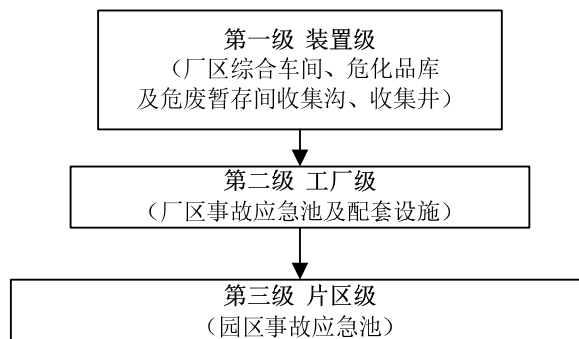 第一级 装置级
（厂区综合车间、危化品库
及危废暂存间收集沟、收集井）
第二级 工厂级
（厂区事故应急池及配套设施）
第三级 片区级
（园区事故应急池）